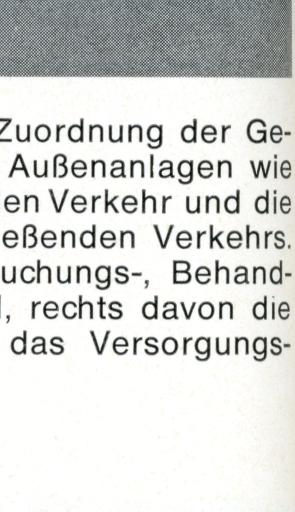 Zuordnung der Ge-
Außenanlagen wie
en Verkehr und die
eßenden Verkehrs.
uchungs-, Behand-
, rechts davon die
das Versorgungs-